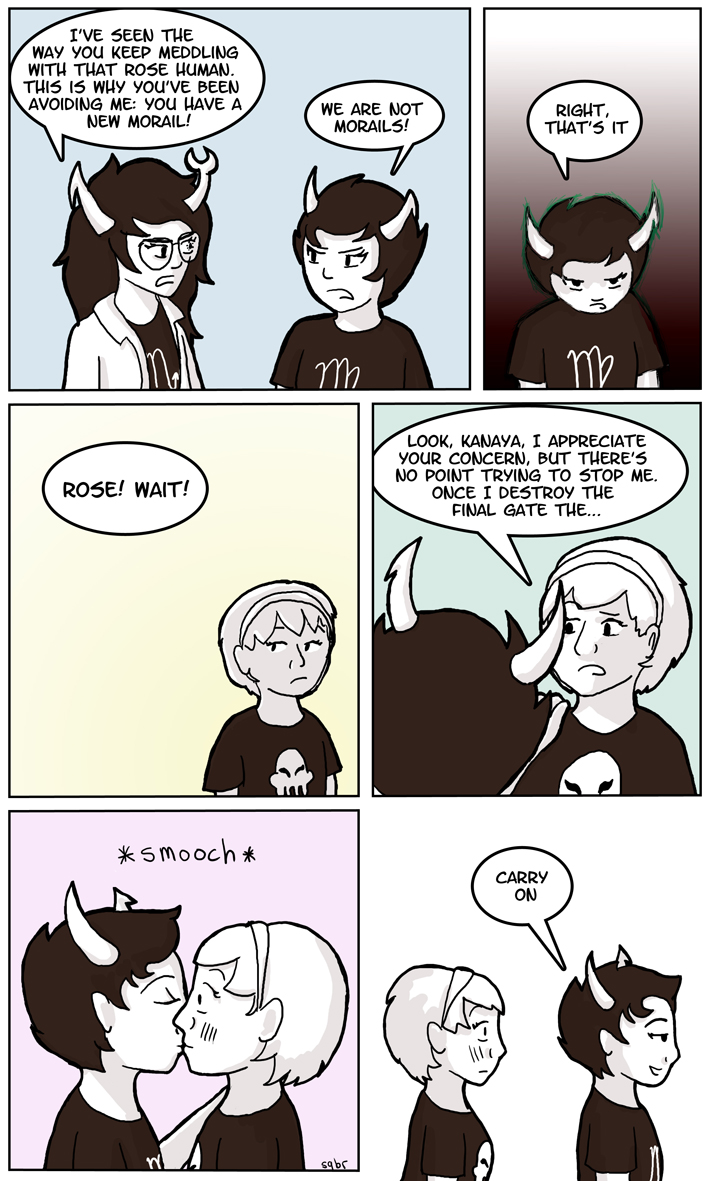 I'VE SEEN THE
WAY YOU KEEP MEDDLING
WITH THAT ROSE HUMAN.
THIS IS WHY YOU'VE BEEN
AVOIDING ME: YOU HAVE A
NEW MORAIL!
WE ARE NOT
MORAILS!
RIGHT,
THAT'S IT
ROSE! WAIT!
LOOK, KANAYA, I APPRECIATE
YOUR CONCERN, BUT THERE'S
NO POINT TRYING TO STOP ME.
ONCE I DESTROY THE
FINAL GATE THE...
*smooch*
sqbr
CARRY
ON